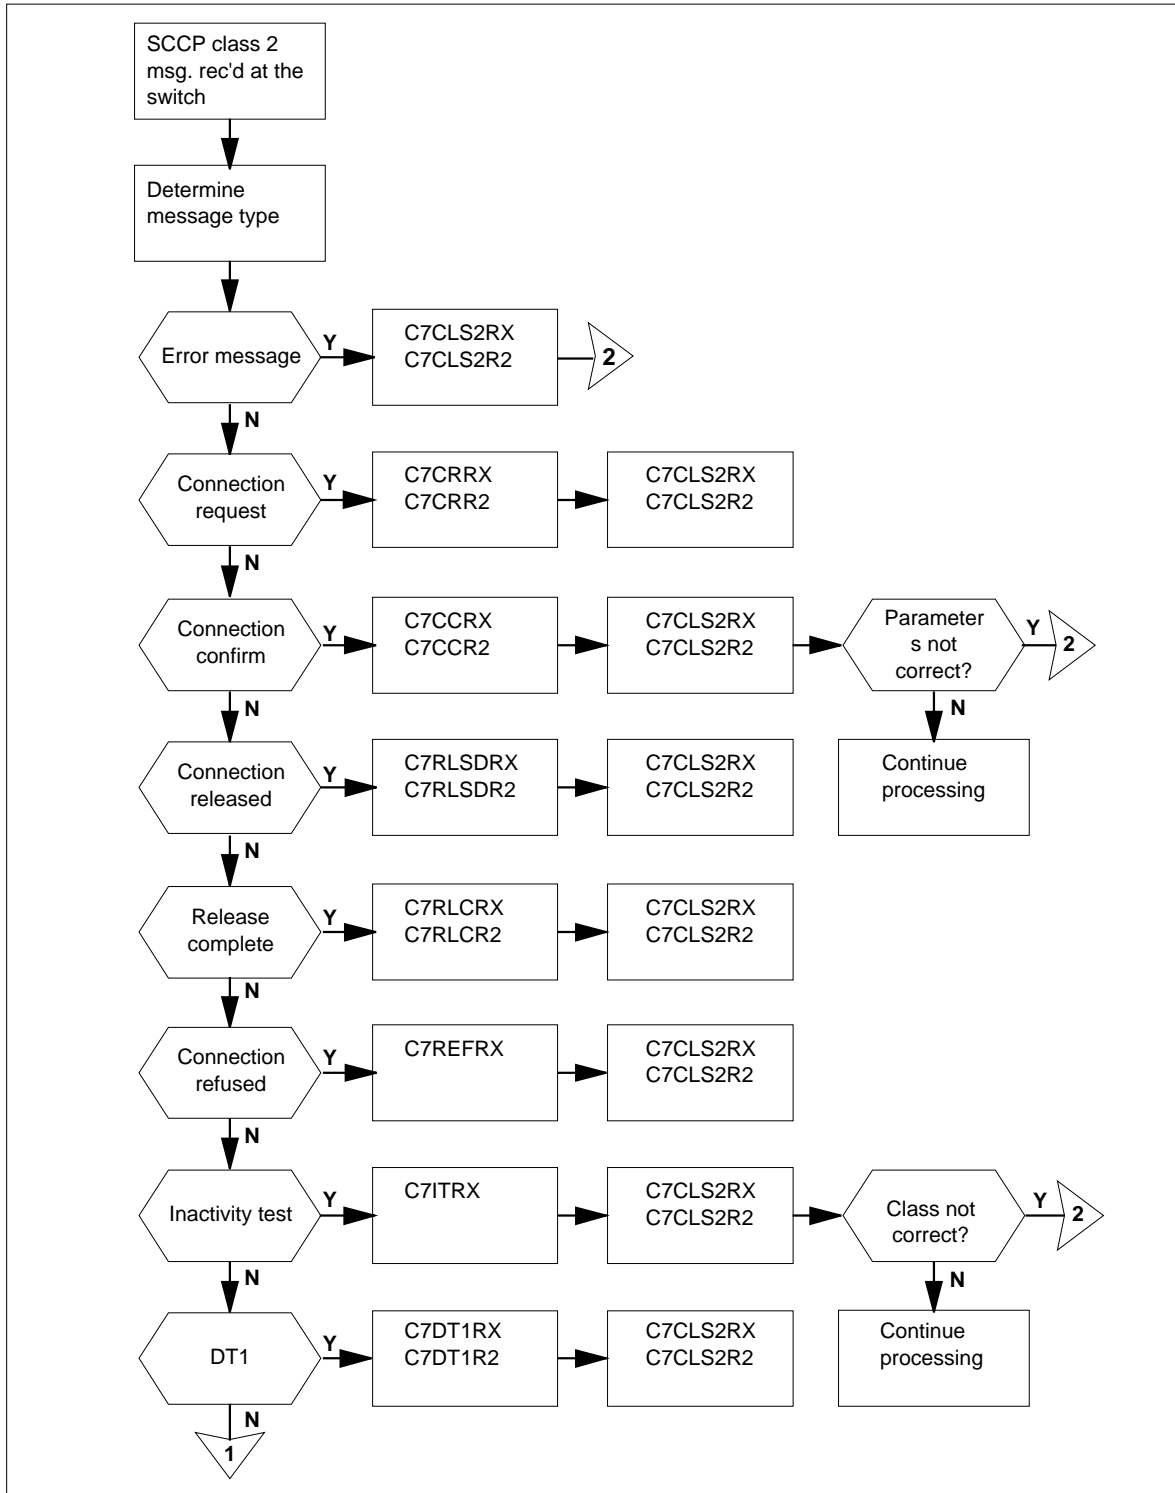 SCCP class 2
msg. rec'd at the
switch
Determine
message type
Error message
Y
C7CLS2RX
C7CLS2R2
2
N
Connection
request
Y
C7CRRX
C7CRR2
C7CLS2RX
C7CLS2R2
N
Connection
confirm
Y
C7CCRX
C7CCR2
C7CLS2RX
C7CLS2R2
Parameter
s not
correct?
Y
2
N
Continue
processing
N
Connection
released
Y
C7RLSDRX
C7RLSDR2
C7CLS2RX
C7CLS2R2
N
Release
complete
Y
C7RLCRX
C7RLCR2
C7CLS2RX
C7CLS2R2
N
Connection
refused
Y
C7REFRX
C7CLS2RX
C7CLS2R2
N
Inactivity test
Y
C7ITRX
C7CLS2RX
C7CLS2R2
Class not
correct?
Y
2
N
Continue
processing
N
DT1
Y
C7DT1RX
C7DT1R2
C7CLS2RX
C7CLS2R2
N
1